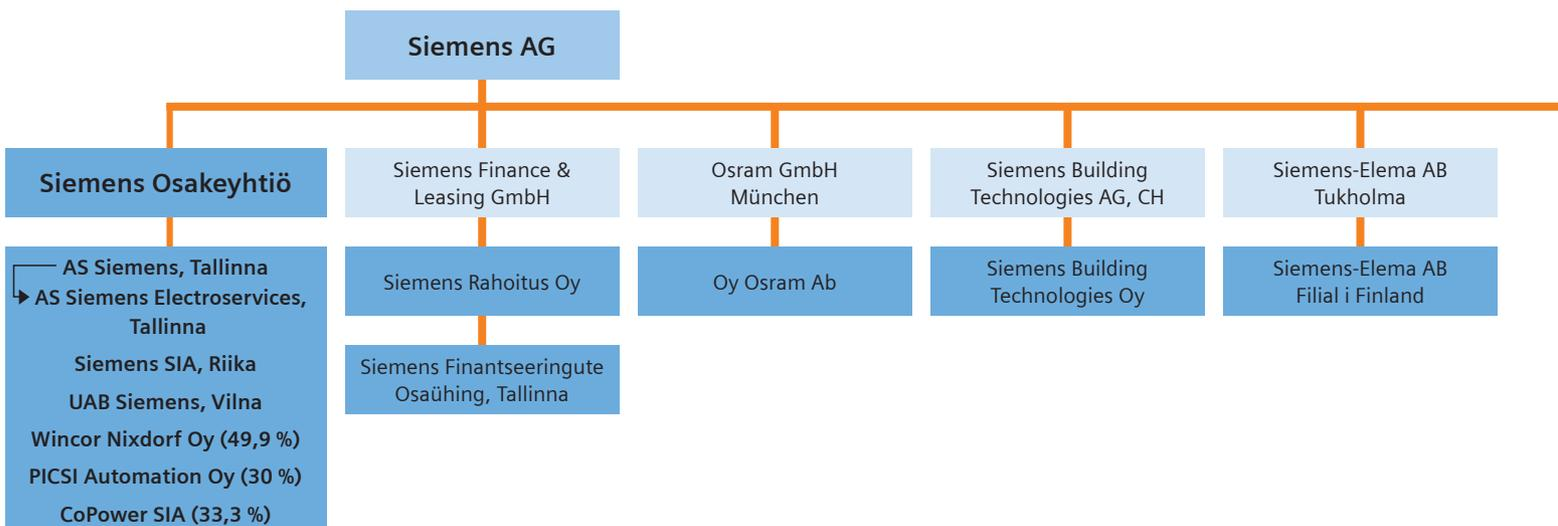 Siemens AG
Siemens Osakeyhtiö
Siemens Finance &
Leasing GmbH
Osram GmbH
München
Siemens Building
Technologies AG, CH
Siemens-Elema AB
Tukholma
AS Siemens, Tallinna
AS Siemens Electroservices,
Tallinna
Siemens SIA, Riika
UAB Siemens, Vilna
Wincor Nixdorf Oy (49,9 %)
PICSI Automation Oy (30 %)
CoPower SIA (33,3 %)
Siemens Rahoitus Oy
Oy Osram Ab
Siemens Building
Technologies Oy
Siemens-Elema AB
Filial i Finland
Siemens Finantseeringute
Osaühing, Tallinna